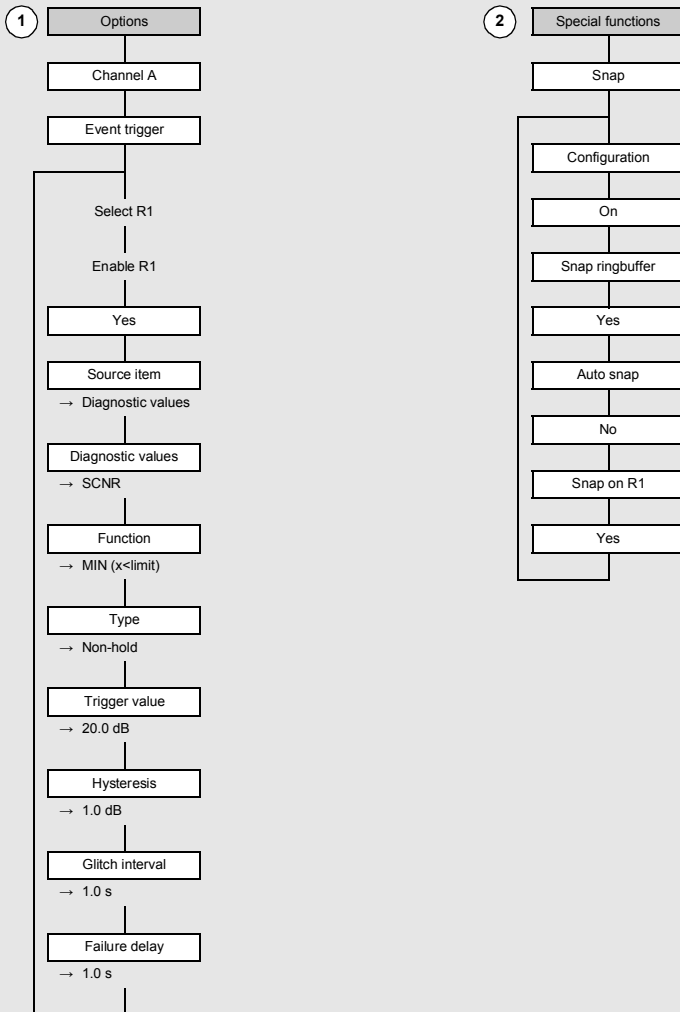 1
Options
Channel A
Event trigger
Select R1
Enable R1
Yes
Source item
→ Diagnostic values
Diagnostic values
→ SCNR
Function
→ MIN (x<limit)
Type
→ Non-hold
Trigger value
→ 20.0 dB
Hysteresis
→ 1.0 dB
Glitch interval
→ 1.0 s
Failure delay
→ 1.0 s
2
Special functions
Snap
Configuration
On
Snap ringbuffer
Yes
Auto snap
No
Snap on R1
Yes